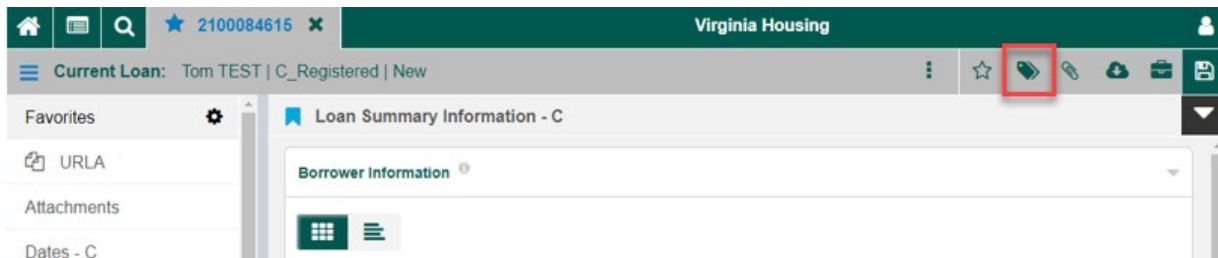 2100084615 Virginia Housing
Current Loan: Tom TEST | C_Registered | New
Favorites
Loan Summary Information - C
URLA
Borrower Information
Attachments
Dates - C